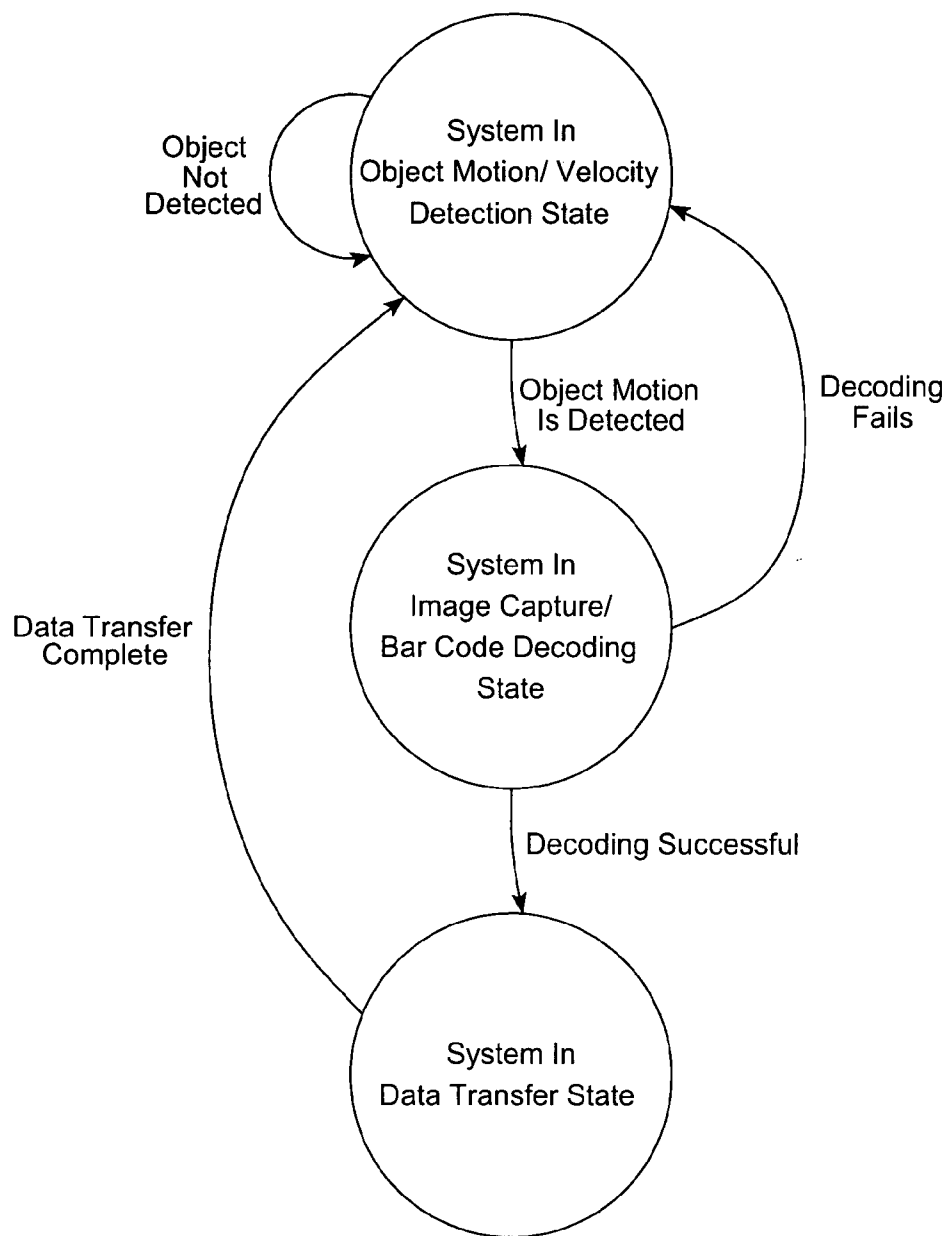 System In
Object Motion/ Velocity
Detection State
Object
Not
Detected
Object Motion
Is Detected
Decoding
Fails
System In
Image Capture/
Bar Code Decoding
State
Data Transfer
Complete
Decoding Successful
System In
Data Transfer State